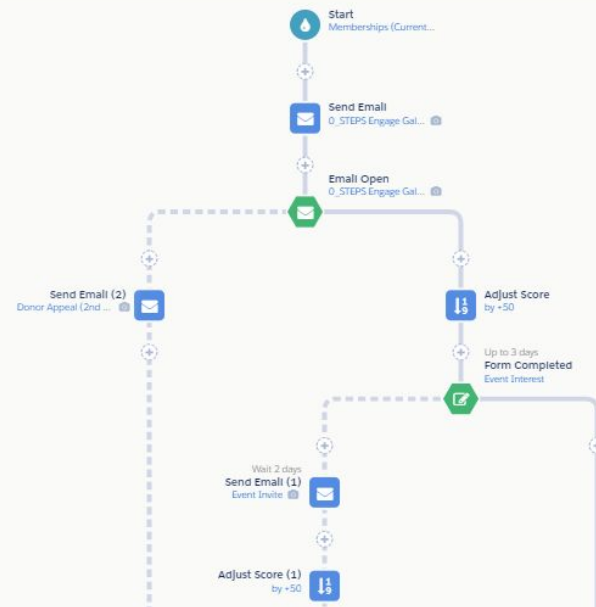 Start
Memberships (Current...
Send Email
0_STEPS Engage Gal...
Email Open
0_STEPS Engage Gal...
Send Email (2)
Donor Appeal (2nd ...
Adjust Score
by +50
Up to 3 days
Form Completed
Event Interest
Wait 2 days
Send Email (1)
Event Invite
Adjust Score (1)
by +50